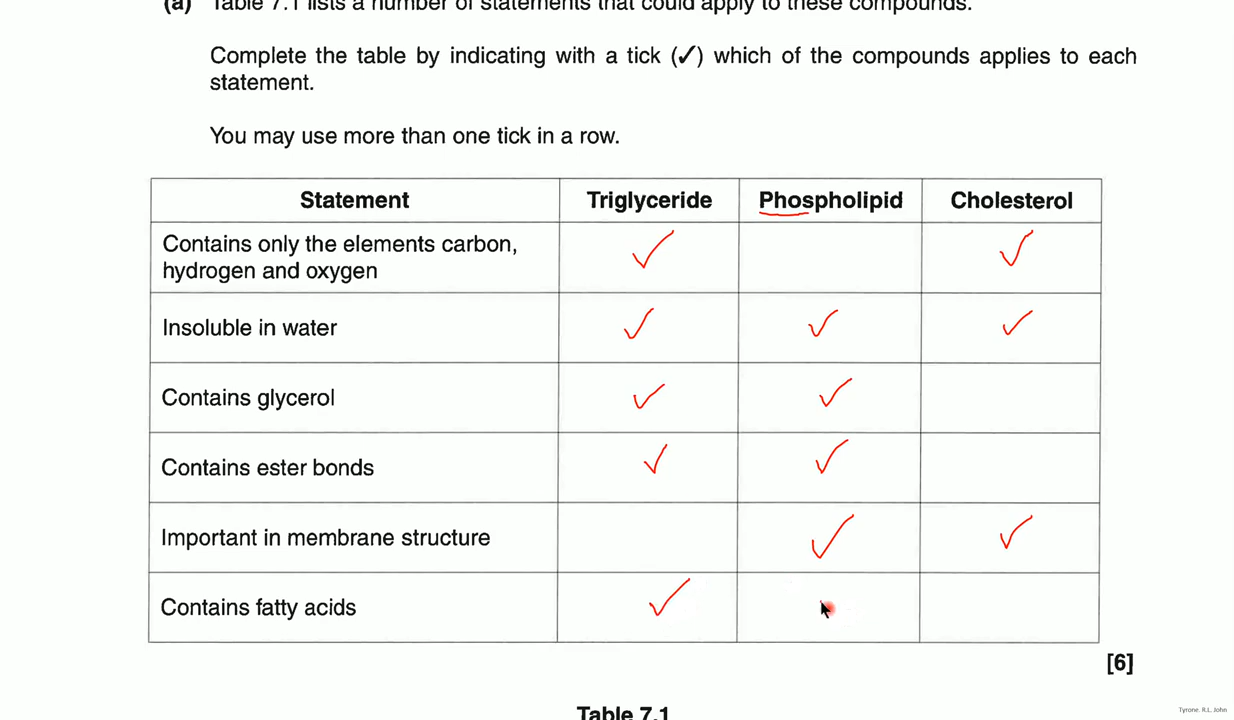 (a) Table 7.1 lists a number of statements that could apply to these compounds.
Complete the table by indicating with a tick (✓) which of the compounds applies to each
statement.
You may use more than one tick in a row.
Statement Triglyceride Phospholipid Cholesterol
Contains only the elements carbon,
hydrogen and oxygen ✓ ✓
Insoluble in water ✓ ✓ ✓
Contains glycerol ✓ ✓
Contains ester bonds ✓ ✓
Important in membrane structure ✓ ✓
Contains fatty acids ✓
[6]
Table 7.1
Tyrone. R.L. John